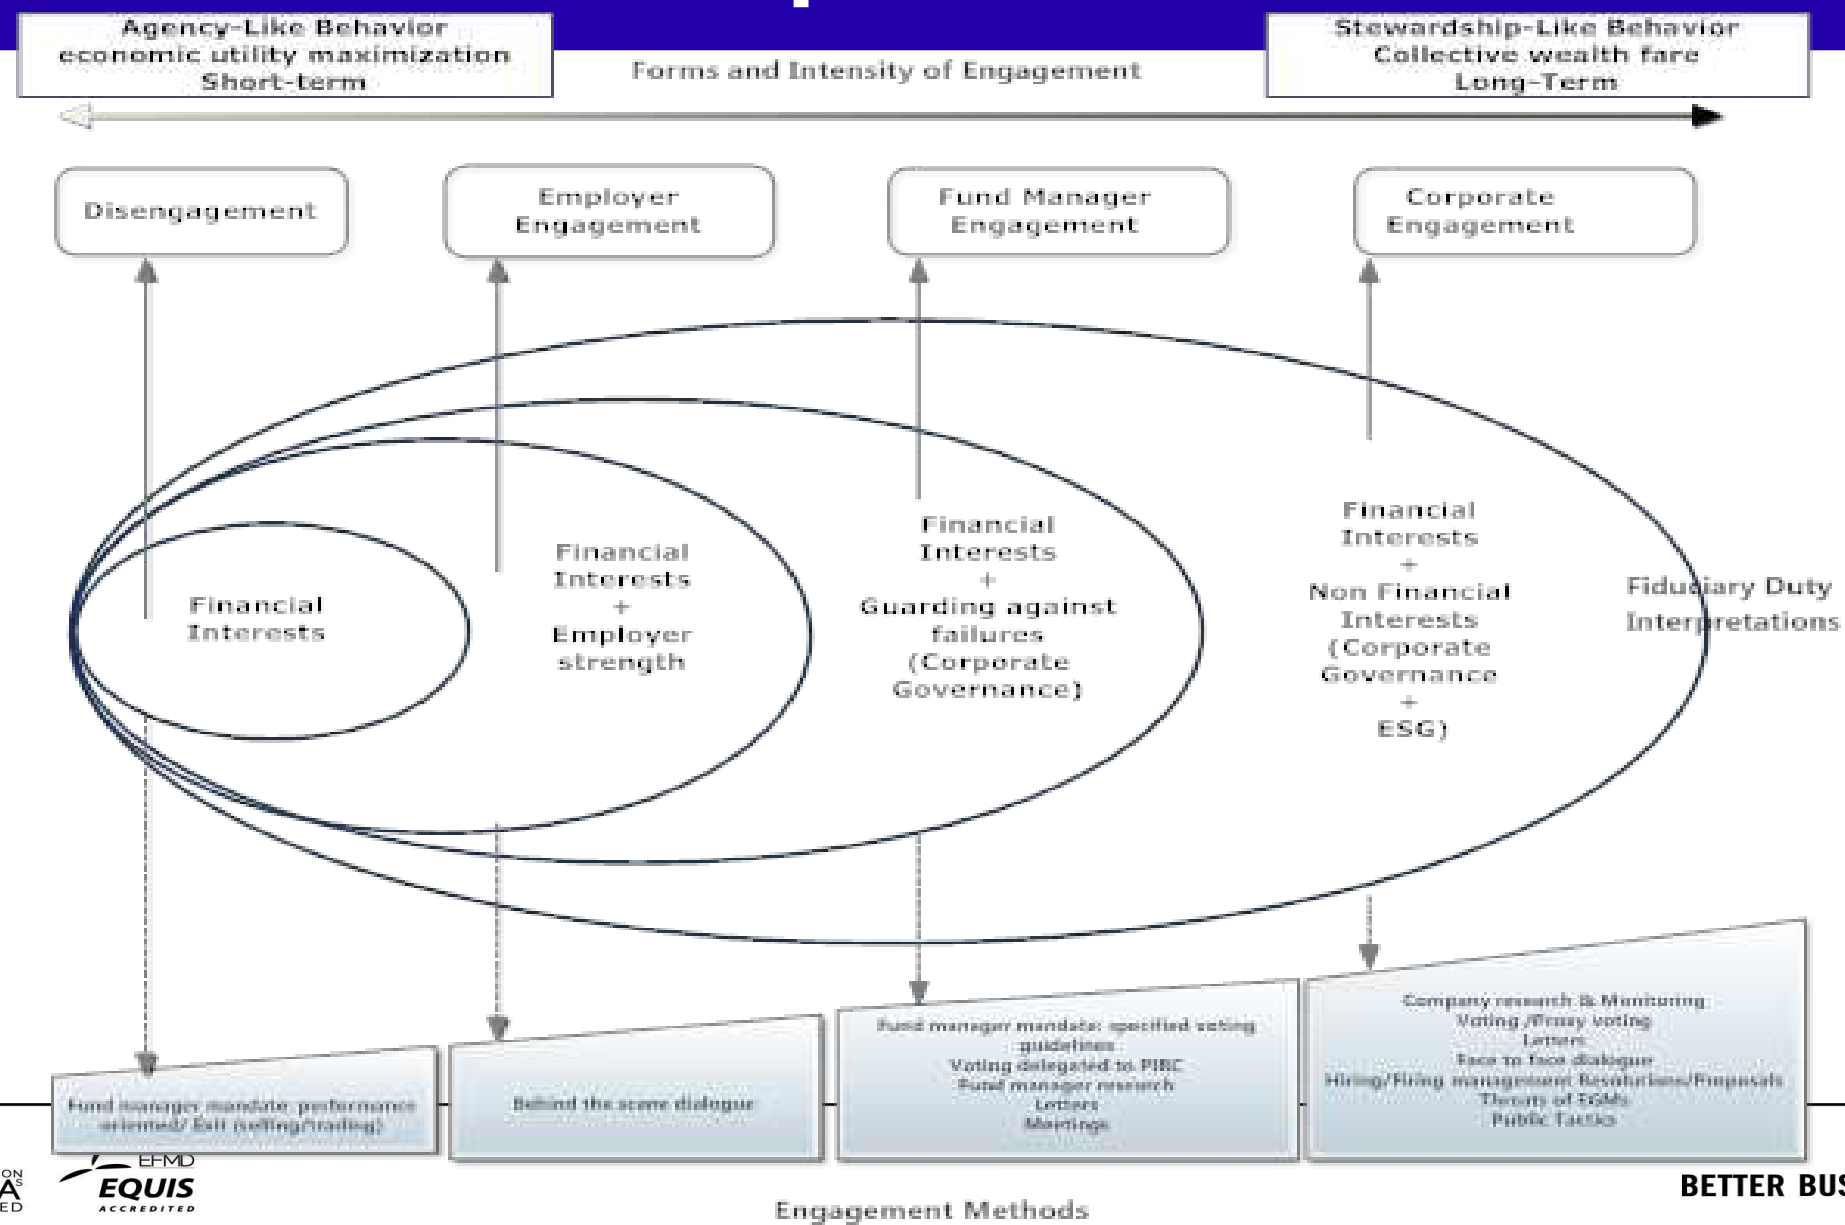 Agency-Like Behavior
economic utility maximization
Short-term
Forms and Intensity of Engagement
Stewardship-Like Behavior
Collective wealth fare
Long-Term
Disengagement
Employer
Engagement
Fund Manager
Engagement
Corporate
Engagement
Financial
Interests
Financial
Interests
+
Employer
strength
Financial
Interests
+
Guarding against
failures
(Corporate
Governance)
Financial
Interests
+
Non Financial
Interests
(Corporate
Governance
+
ESG)
Fiduciary Duty
Interpretations
Fund manager mandate: performance
oriented/ Exit (selling/trading)
Behind the scene dialogue
Fund manager mandate: specified voting
guidelines
Voting delegated to PIRC
Fund manager research
Letters
Meetings
Company research & Monitoring
Voting /Proxy voting
Letters
Face to face dialogue
Hiring/Firing management Resolutions/Proposals
Threats of EGMs
Public Tactics
EFMD
EQUIS
ACCREDITED
BETTER BUS
Engagement Methods